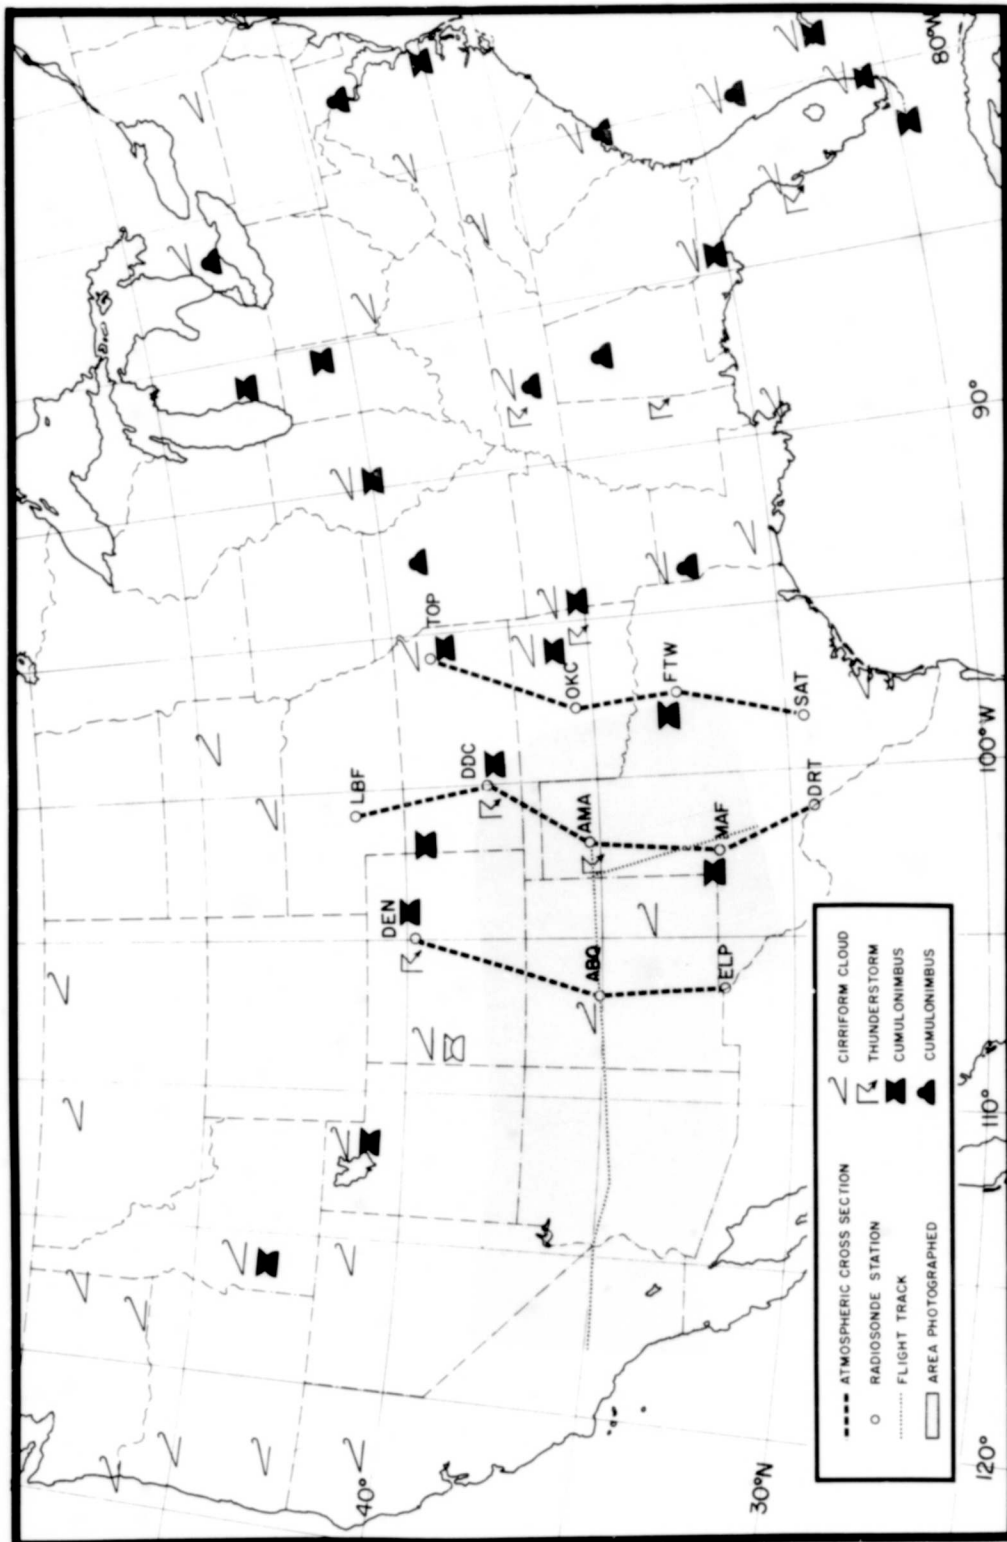 LBF
TOP
DEN
DDC
OKC
AMA
ABQ
FTW
MAF
ELP
SAT
DRT
40°
30°N
120°
110°
100°W
90°
80°W
ATMOSPHERIC CROSS SECTION
RADIOSONDE STATION
FLIGHT TRACK
AREA PHOTOGRAPHED
CIRRIFORM CLOUD
THUNDERSTORM
CUMULONIMBUS
CUMULONIMBUS